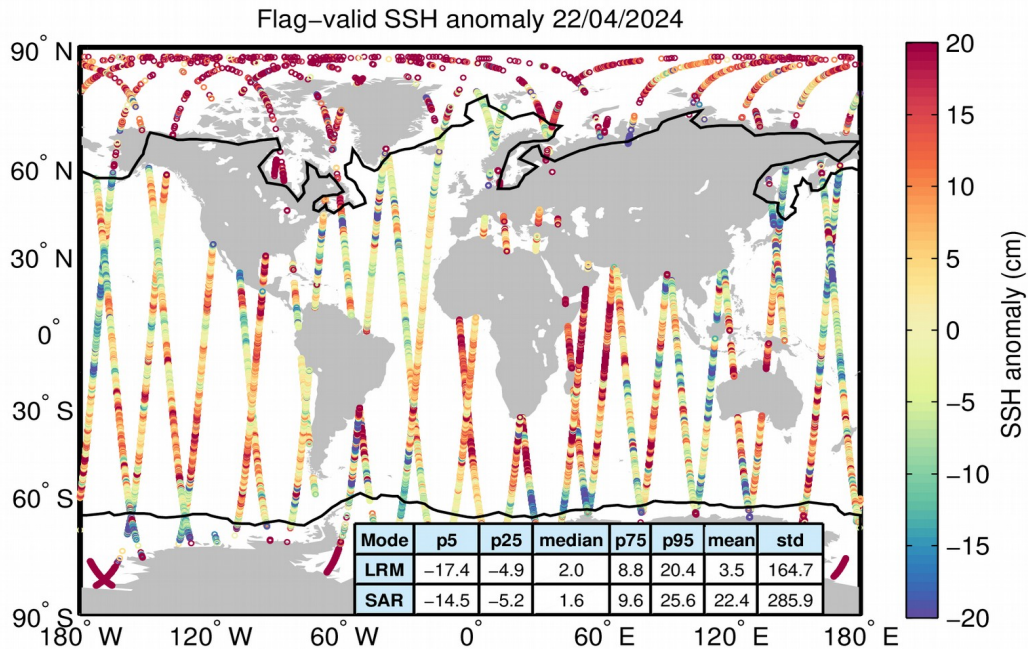 Flag−valid SSH anomaly 22/04/2024
90° N
60° N
30° N
0°
30° S
60° S
90° S
180° W
120° W
60° W
0°
60° E
120° E
180° E
20
15
10
5
0
−5
−10
−15
−20
SSH anomaly (cm)
Mode p5 p25 median p75 p95 mean std
LRM −17.4 −4.9 2.0 8.8 20.4 3.5 164.7
SAR −14.5 −5.2 1.6 9.6 25.6 22.4 285.9